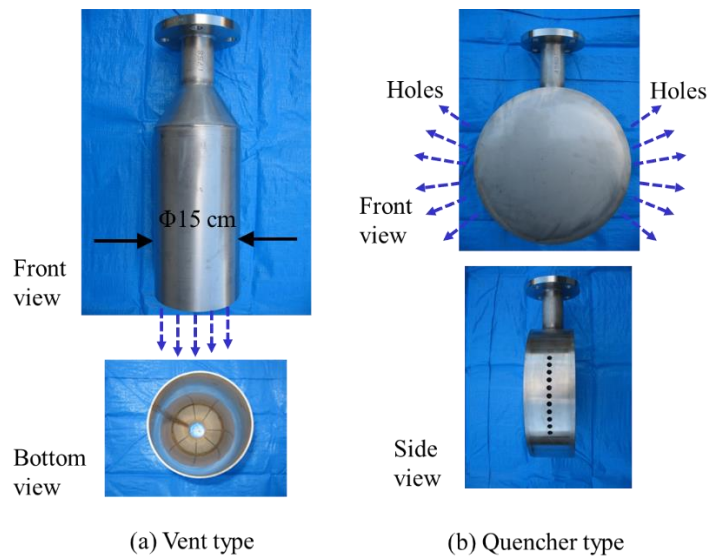 Φ15 cm
Front
view
Bottom
view
(a) Vent type
Holes
Holes
Front
view
Side
view
(b) Quencher type